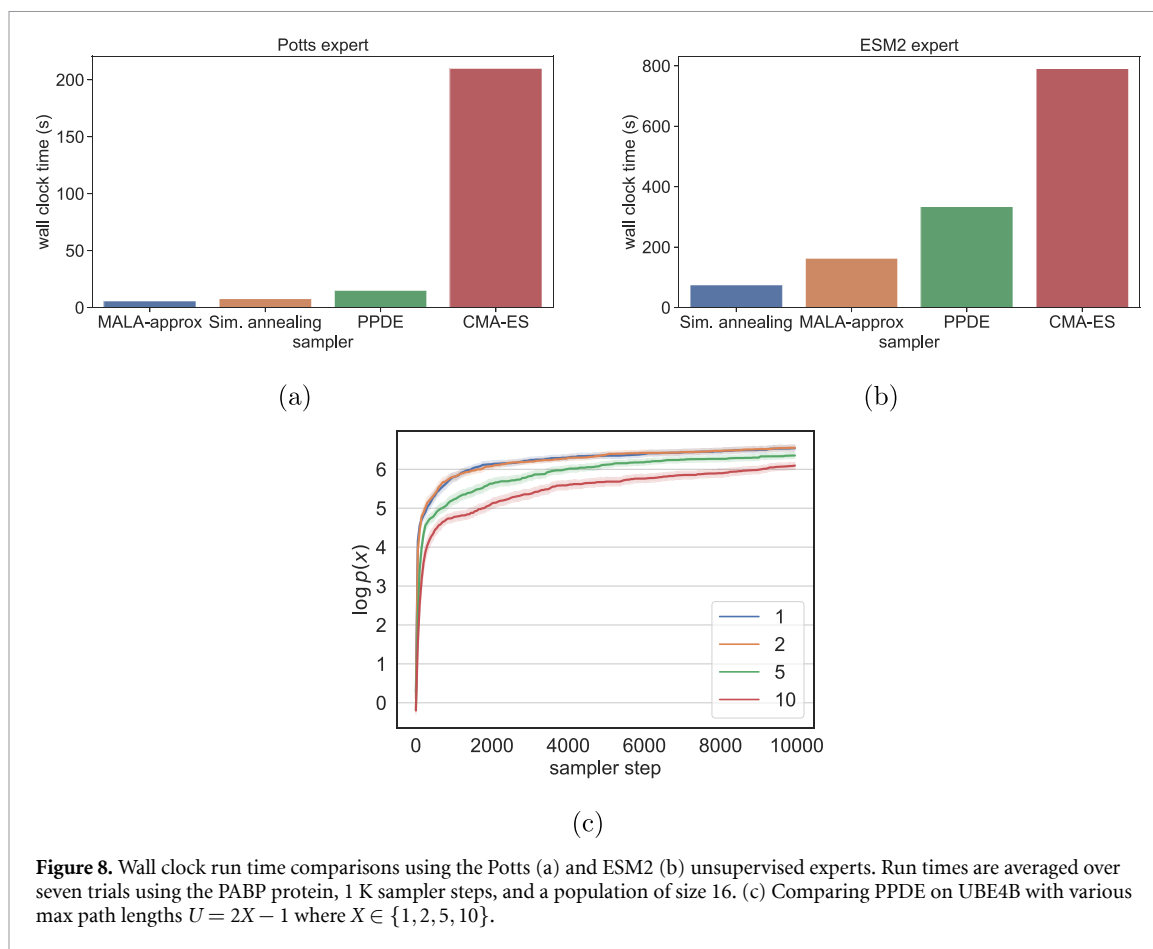 Potts expert
wall clock time (s)
200
150
100
50
0
MALA-approx Sim. annealing PPDE CMA-ES
sampler
(a)
ESM2 expert
wall clock time (s)
800
600
400
200
0
Sim. annealing MALA-approx PPDE CMA-ES
sampler
(b)
log p(x)
6
5
4
3
2
1
0
1
2
5
10
0 2000 4000 6000 8000 10000
sampler step
(c)
Figure 8. Wall clock run time comparisons using the Potts (a) and ESM2 (b) unsupervised experts. Run times are averaged over
seven trials using the PABP protein, 1 K sampler steps, and a population of size 16. (c) Comparing PPDE on UBE4B with various
max path lengths U = 2X − 1 where X ∈ {1, 2, 5, 10}.